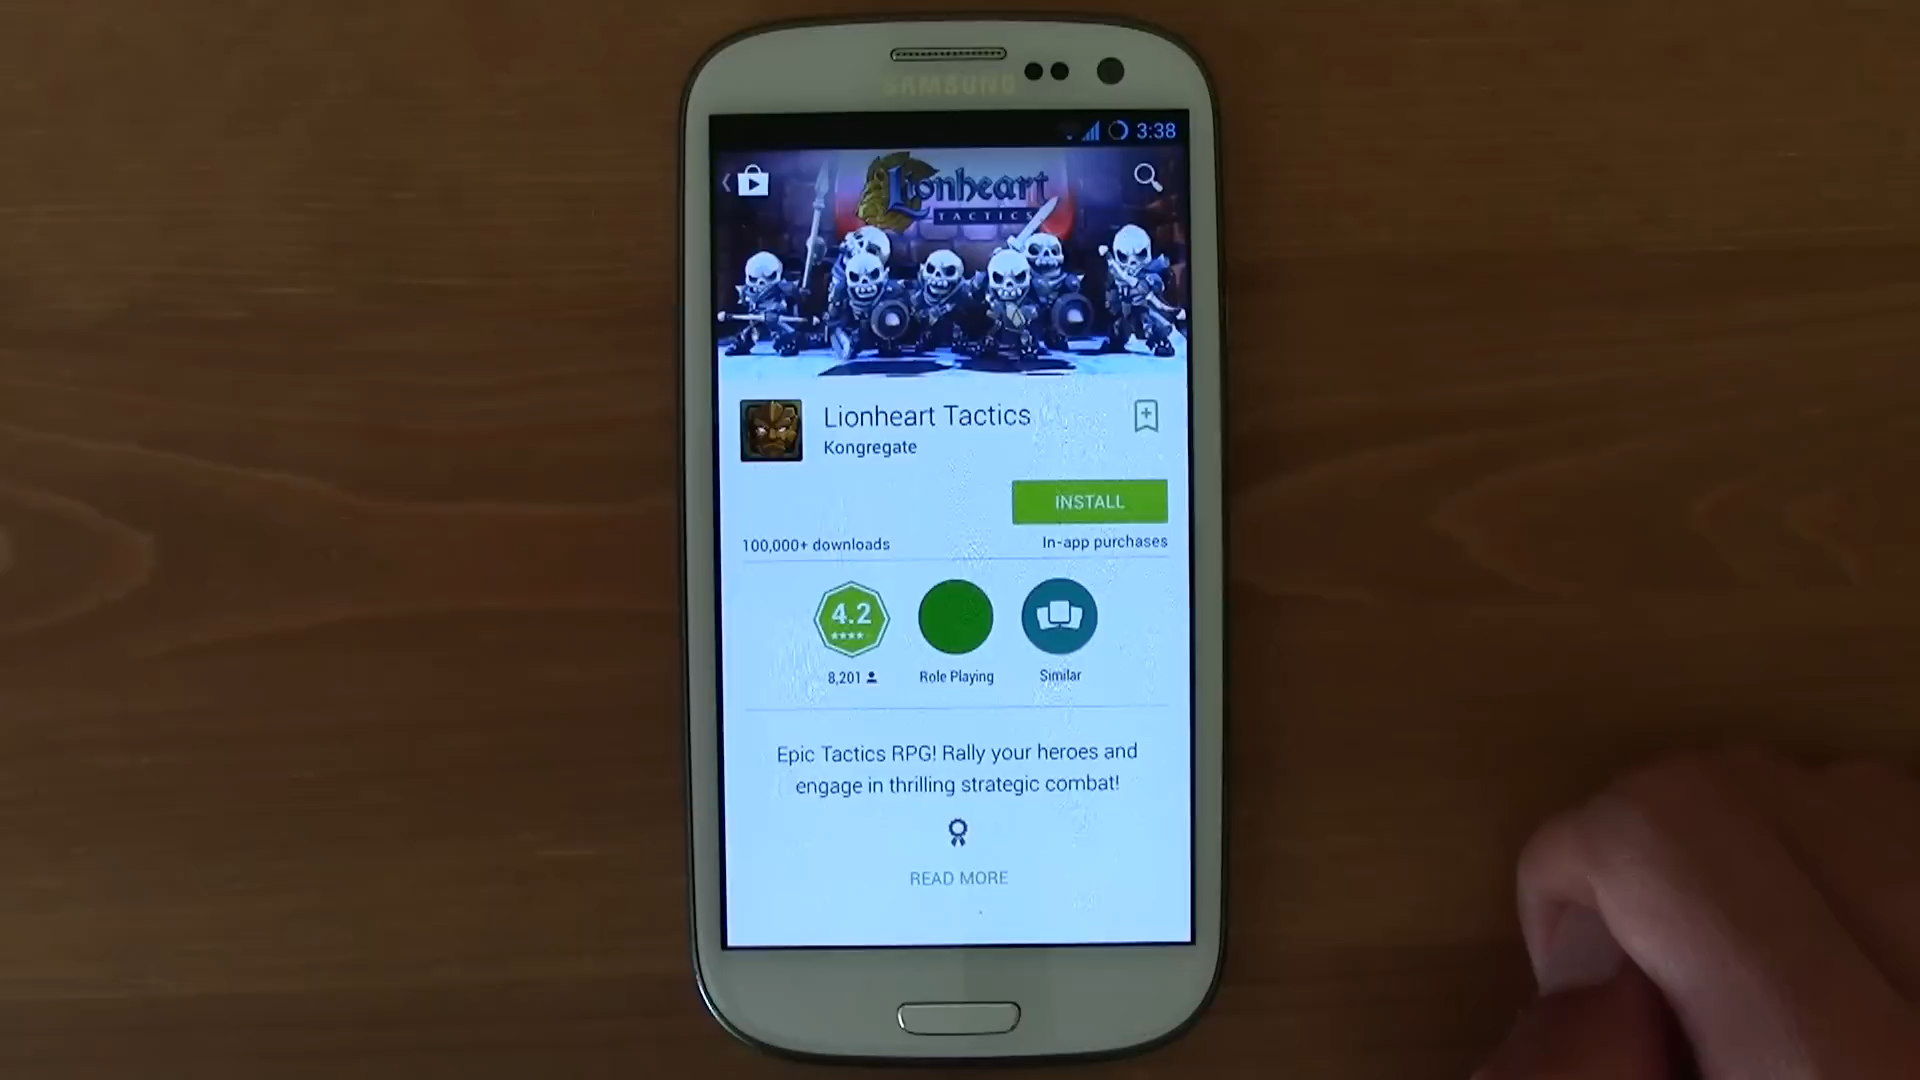 SAMSUNG
3:38
Lionheart
TACTICS
Lionheart Tactics
Kongregate
INSTALL
100,000+ downloads
In-app purchases
4.2
8,201
Role Playing
Similar
Epic Tactics RPG! Rally your heroes and
engage in thrilling strategic combat!
READ MORE